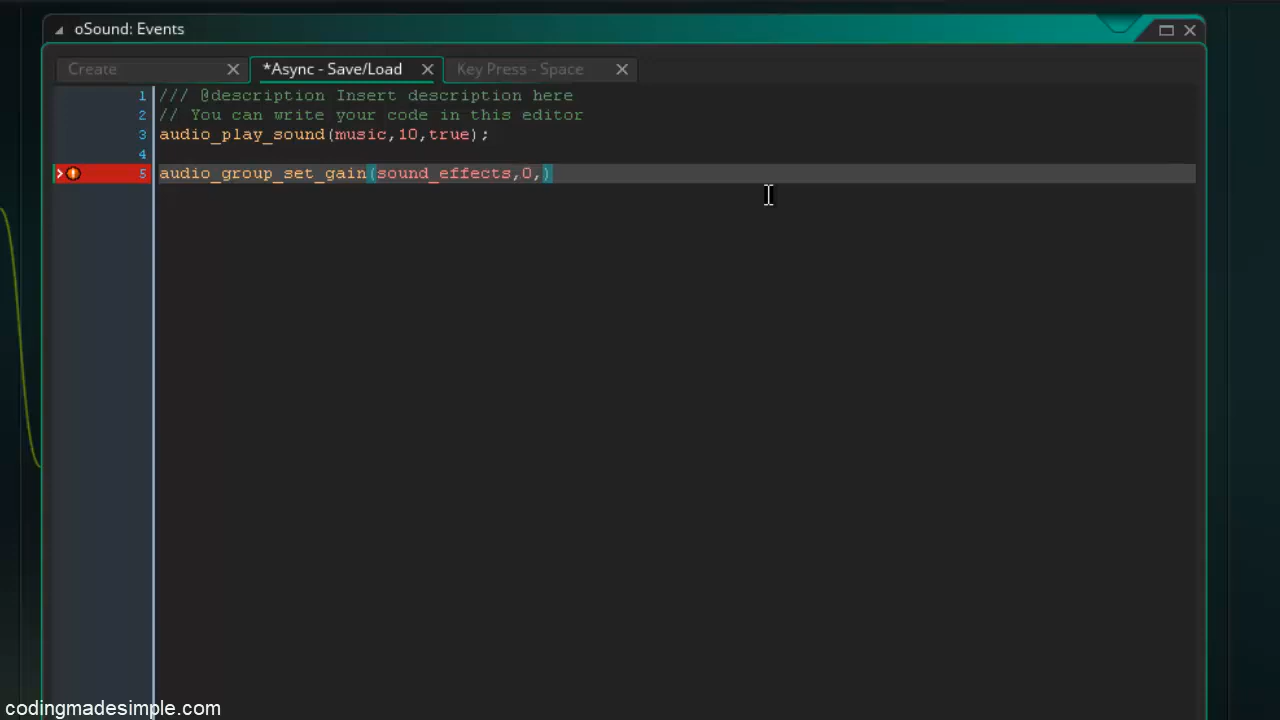 oSound: Events
Create
*Async - Save/Load
Key Press - Space
1 /// @description Insert description here
2 // You can write your code in this editor
3 audio_play_sound(music,10,true);
4
5 audio_group_set_gain(sound_effects,0,)
codingmadesimple.com